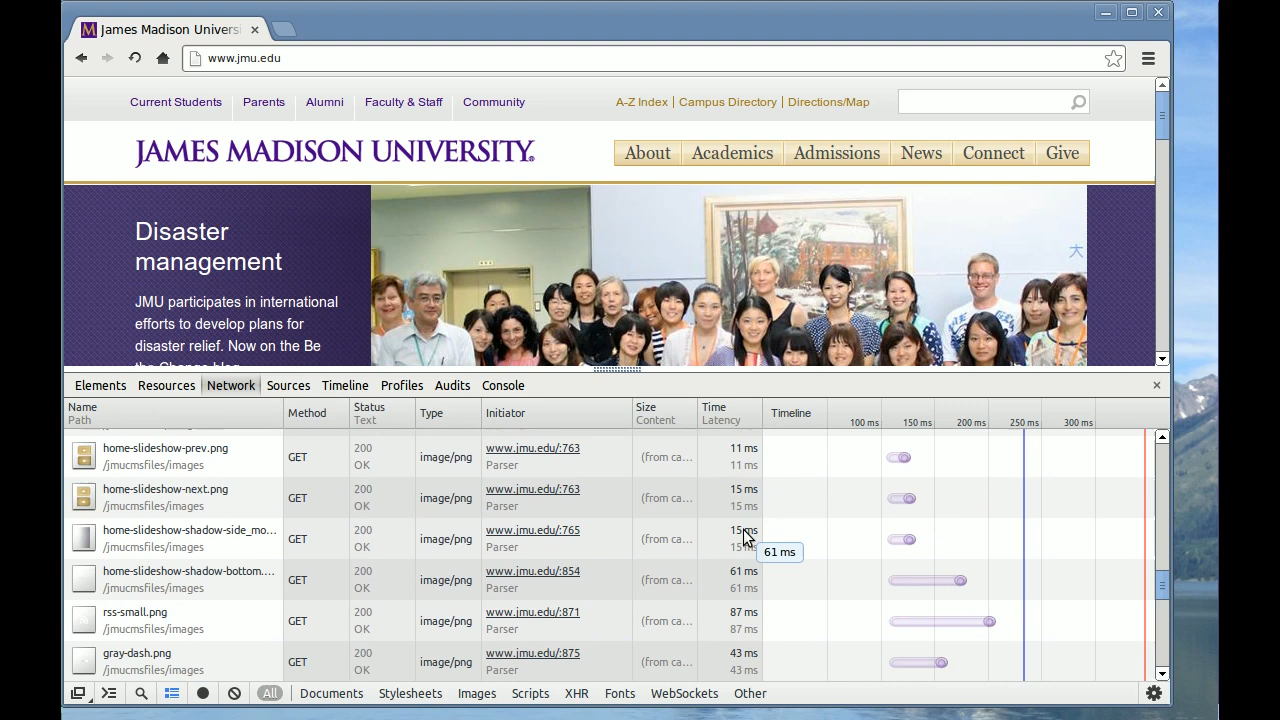 James Madison Universi
www.jmu.edu
Current Students Parents Alumni Faculty & Staff Community A-Z Index | Campus Directory | Directions/Map
JAMES MADISON UNIVERSITY®
About Academics Admissions News Connect Give
Disaster
management
JMU participates in international
efforts to develop plans for
disaster relief. Now on the Be
the Change blog
大
Elements Resources Network Sources Timeline Profiles Audits Console ×
Name Method Status Type Initiator Size Time Timeline
Path Text Content Latency 100 ms 150 ms 200 ms 250 ms 300 ms
home-slideshow-prev.png GET 200 image/png www.jmu.edu/:763 (from ca... 11 ms
/jmucmsfiles/images OK Parser 11 ms
home-slideshow-next.png GET 200 image/png www.jmu.edu/:763 (from ca... 15 ms
/jmucmsfiles/images OK Parser 15 ms
home-slideshow-shadow-side_mo... GET 200 image/png www.jmu.edu/:765 (from ca... 15 ms
/jmucmsfiles/images OK Parser 15 ms
61 ms
home-slideshow-shadow-bottom.... GET 200 image/png www.jmu.edu/:854 (from ca... 61 ms
/jmucmsfiles/images OK Parser 61 ms
rss-small.png GET 200 image/png www.jmu.edu/:871 (from ca... 87 ms
/jmucmsfiles/images OK Parser 87 ms
gray-dash.png GET 200 image/png www.jmu.edu/:875 (from ca... 43 ms
/jmucmsfiles/images OK Parser 43 ms
All Documents Stylesheets Images Scripts XHR Fonts WebSockets Other